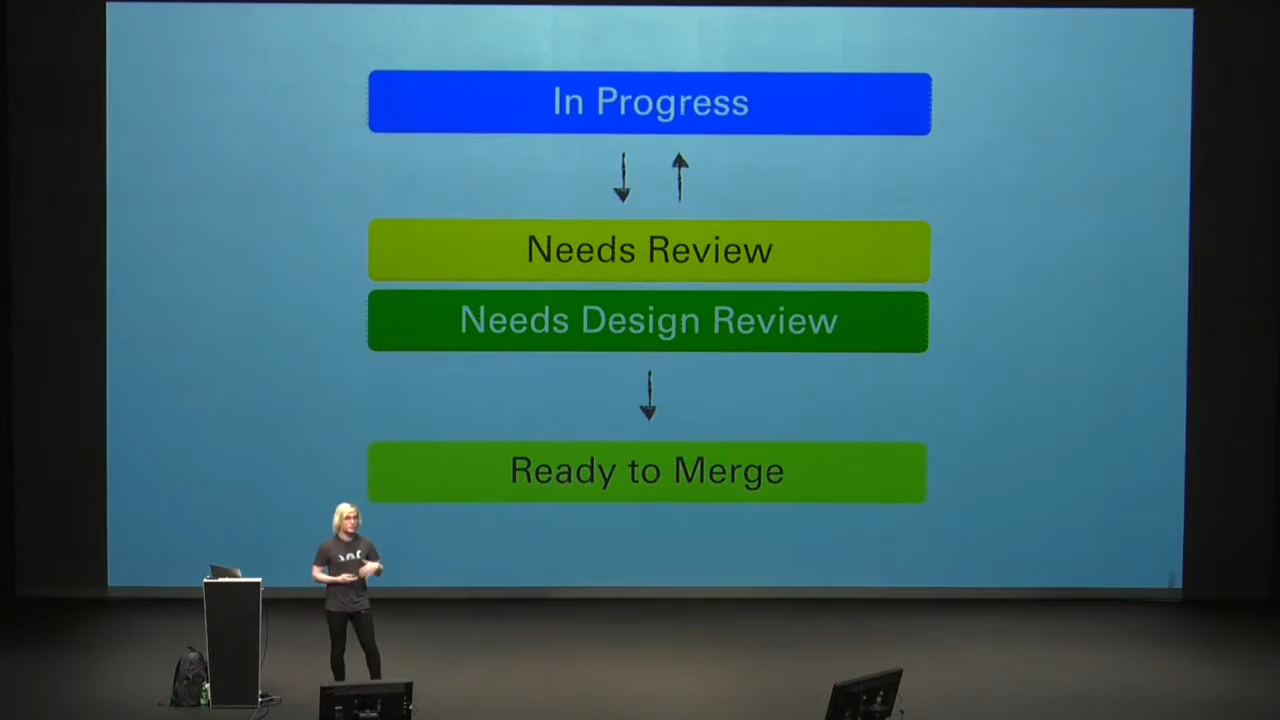 In Progress
Needs Review
Needs Design Review
Ready to Merge